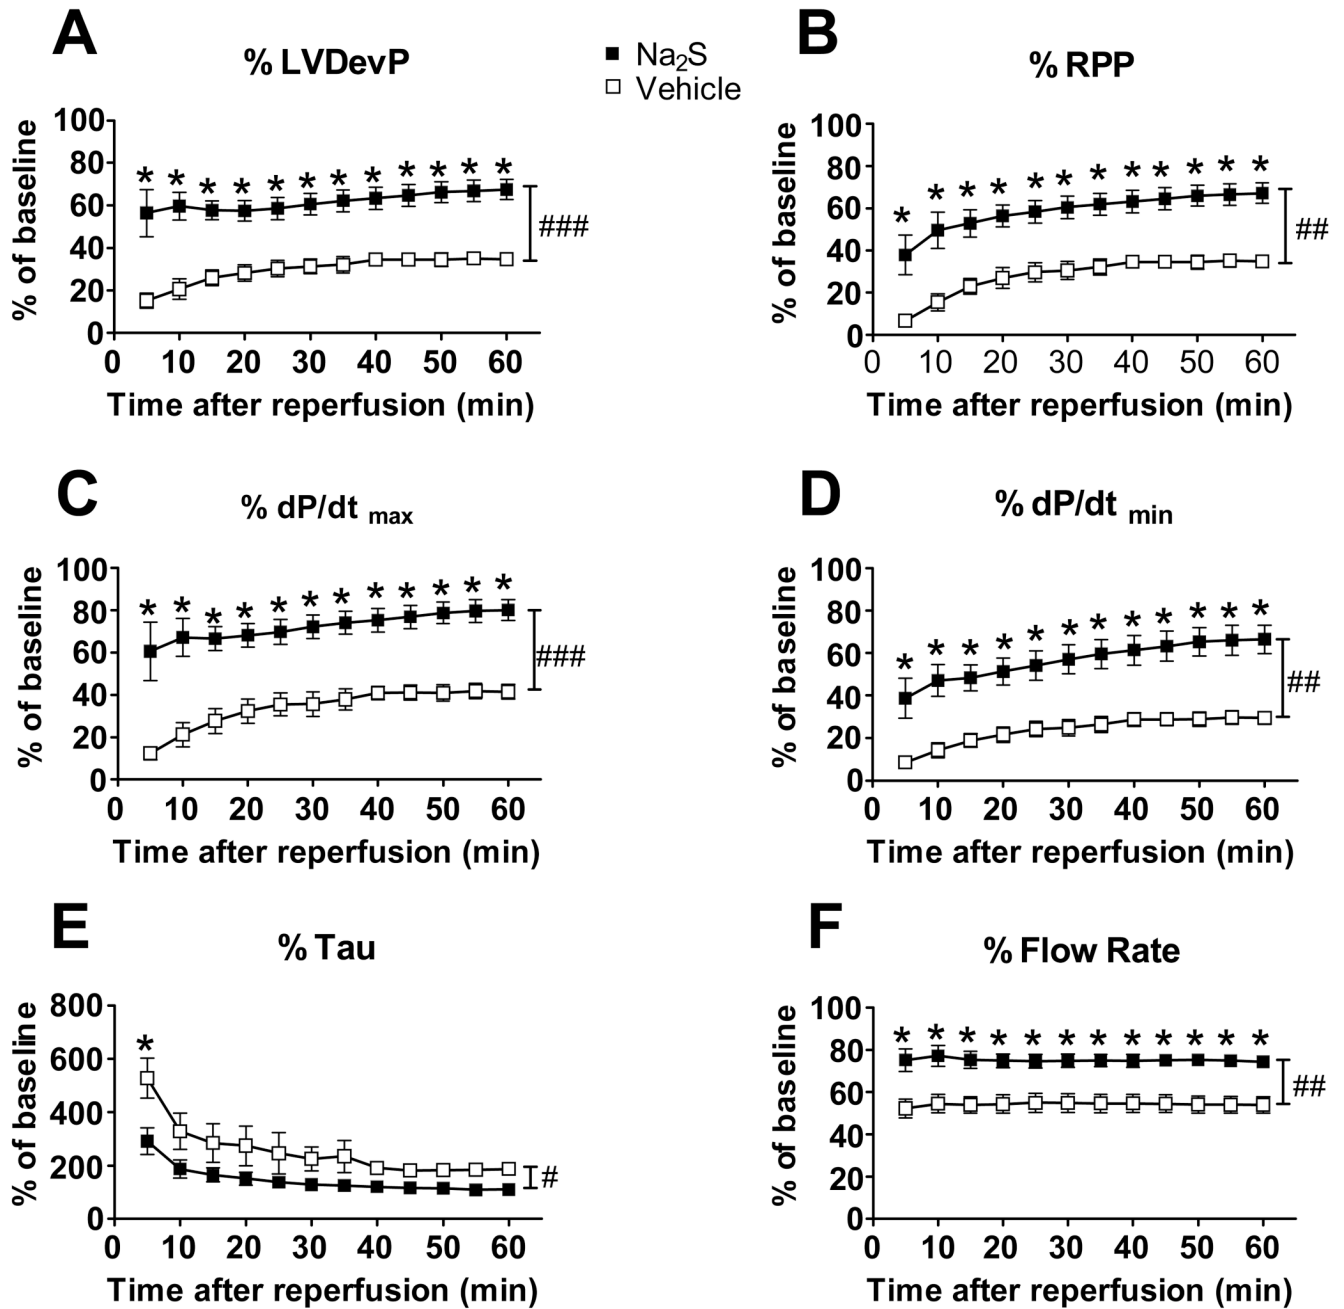 A
% LVDevP
Na₂S
Vehicle
% of baseline
100
80
60
40
20
0
* * * * * * * * * * * *
###
0 10 20 30 40 50 60
Time after reperfusion (min)
B
% RPP
% of baseline
100
80
60
40
20
0
* * * * * * * * * * * *
##
0 10 20 30 40 50 60
Time after reperfusion (min)
C
% dP/dt max
% of baseline
100
80
60
40
20
0
* * * * * * * * * * * *
###
0 10 20 30 40 50 60
Time after reperfusion (min)
D
% dP/dt min
% of baseline
100
80
60
40
20
0
* * * * * * * * * * * *
##
0 10 20 30 40 50 60
Time after reperfusion (min)
E
% Tau
% of baseline
800
600
400
200
0
*
#
0 10 20 30 40 50 60
Time after reperfusion (min)
F
% Flow Rate
% of baseline
100
80
60
40
20
0
* * * * * * * * * * * *
##
0 10 20 30 40 50 60
Time after reperfusion (min)